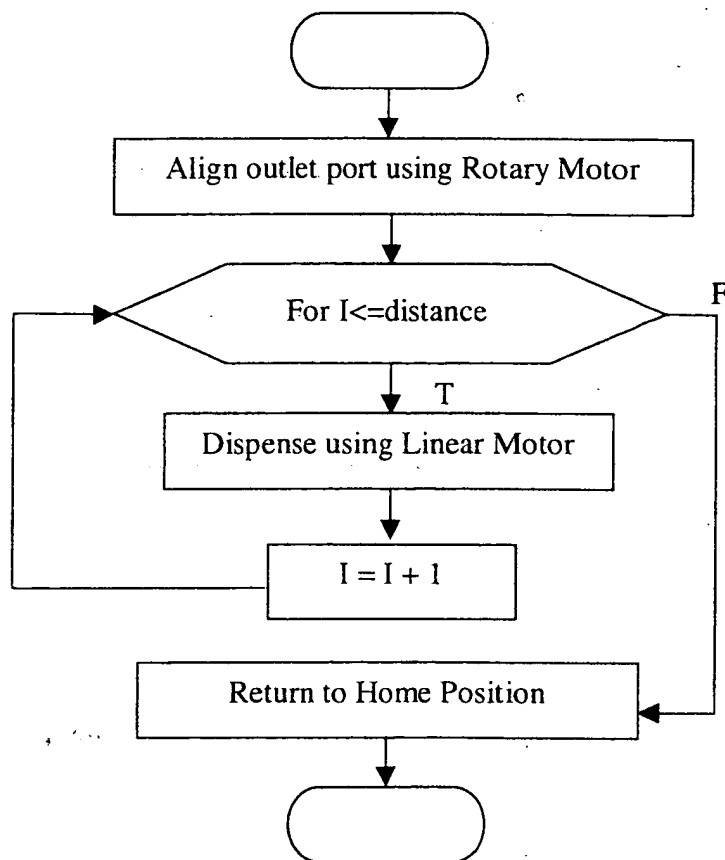 Align outlet port using Rotary Motor
For I<=distance
F
T
Dispense using Linear Motor
I = I + 1
Return to Home Position